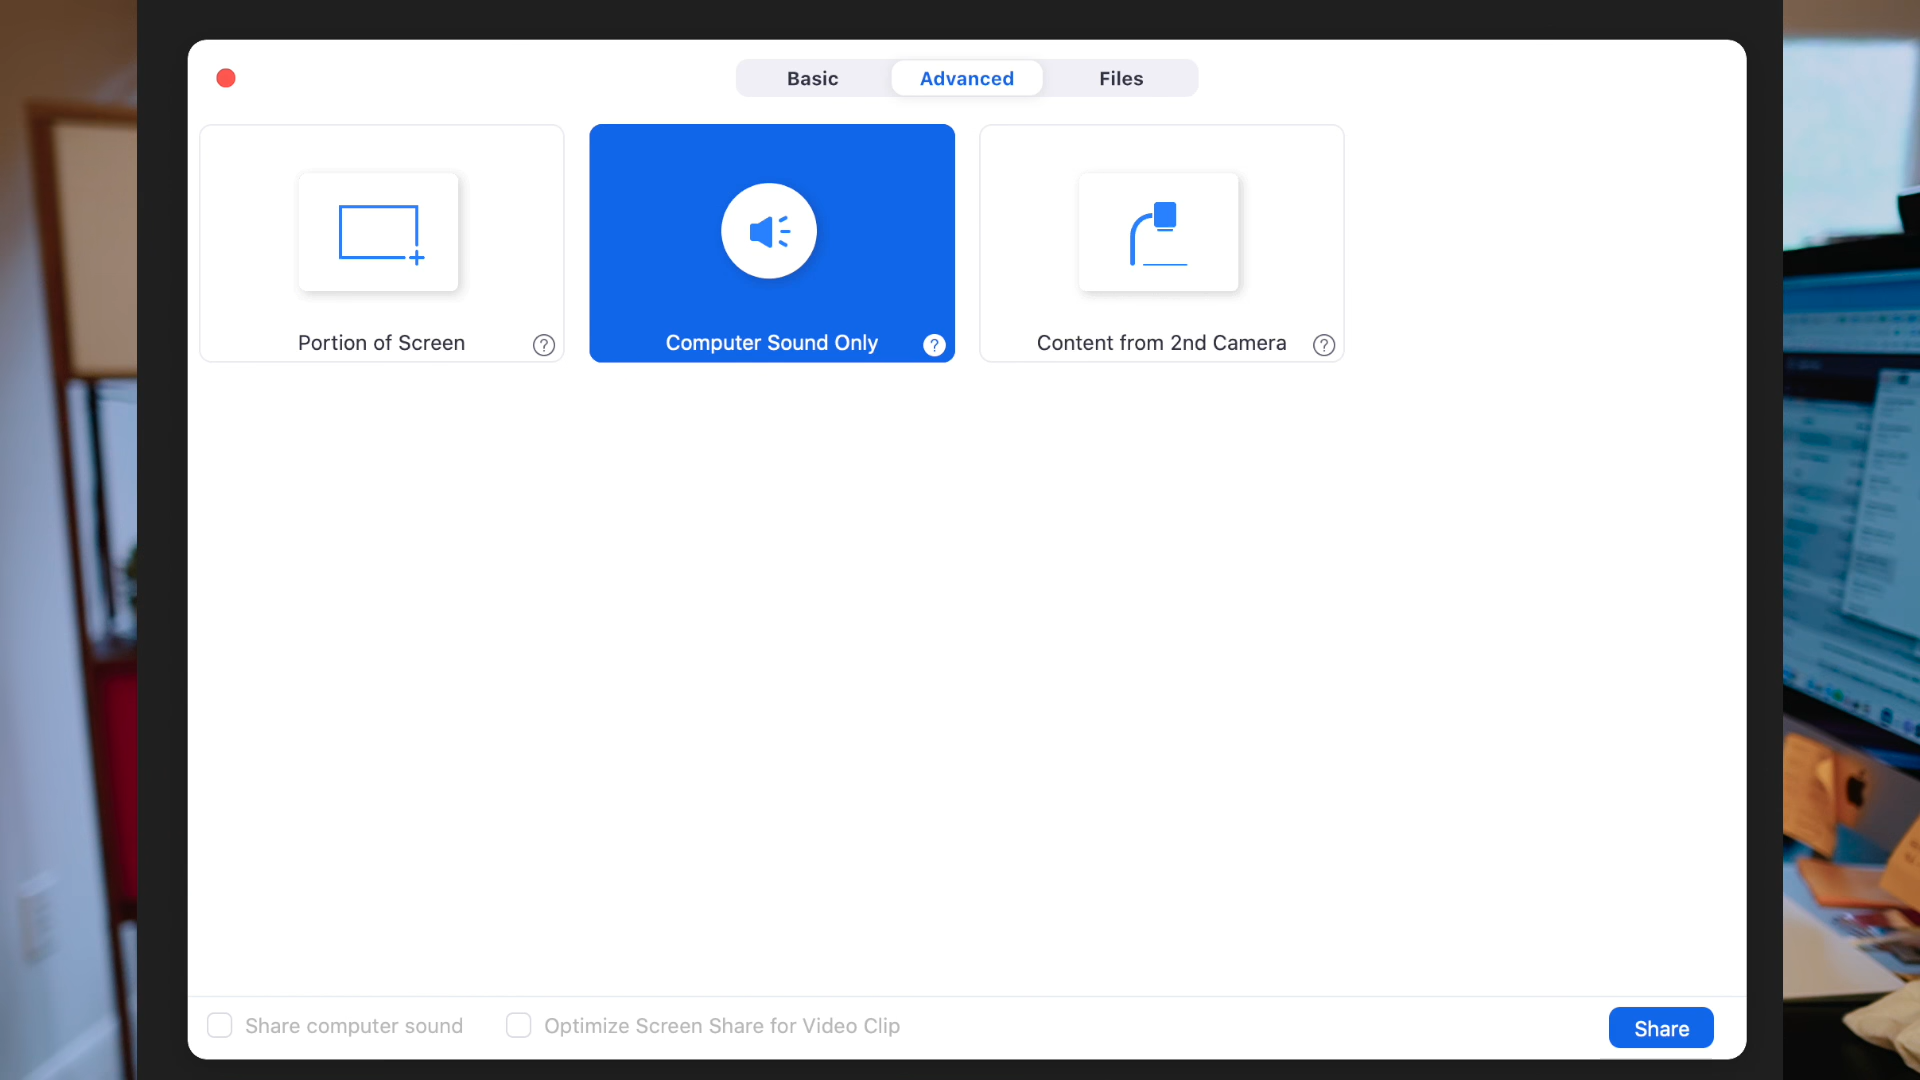 Basic Advanced Files
Portion of Screen ?
Computer Sound Only ?
Content from 2nd Camera ?
Share computer sound
Optimize Screen Share for Video Clip
Share